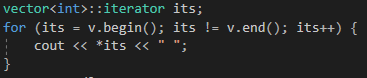 vector<int>::iterator its;
for (its = v.begin(); its != v.end(); its++) {
    cout << *its << " ";
}